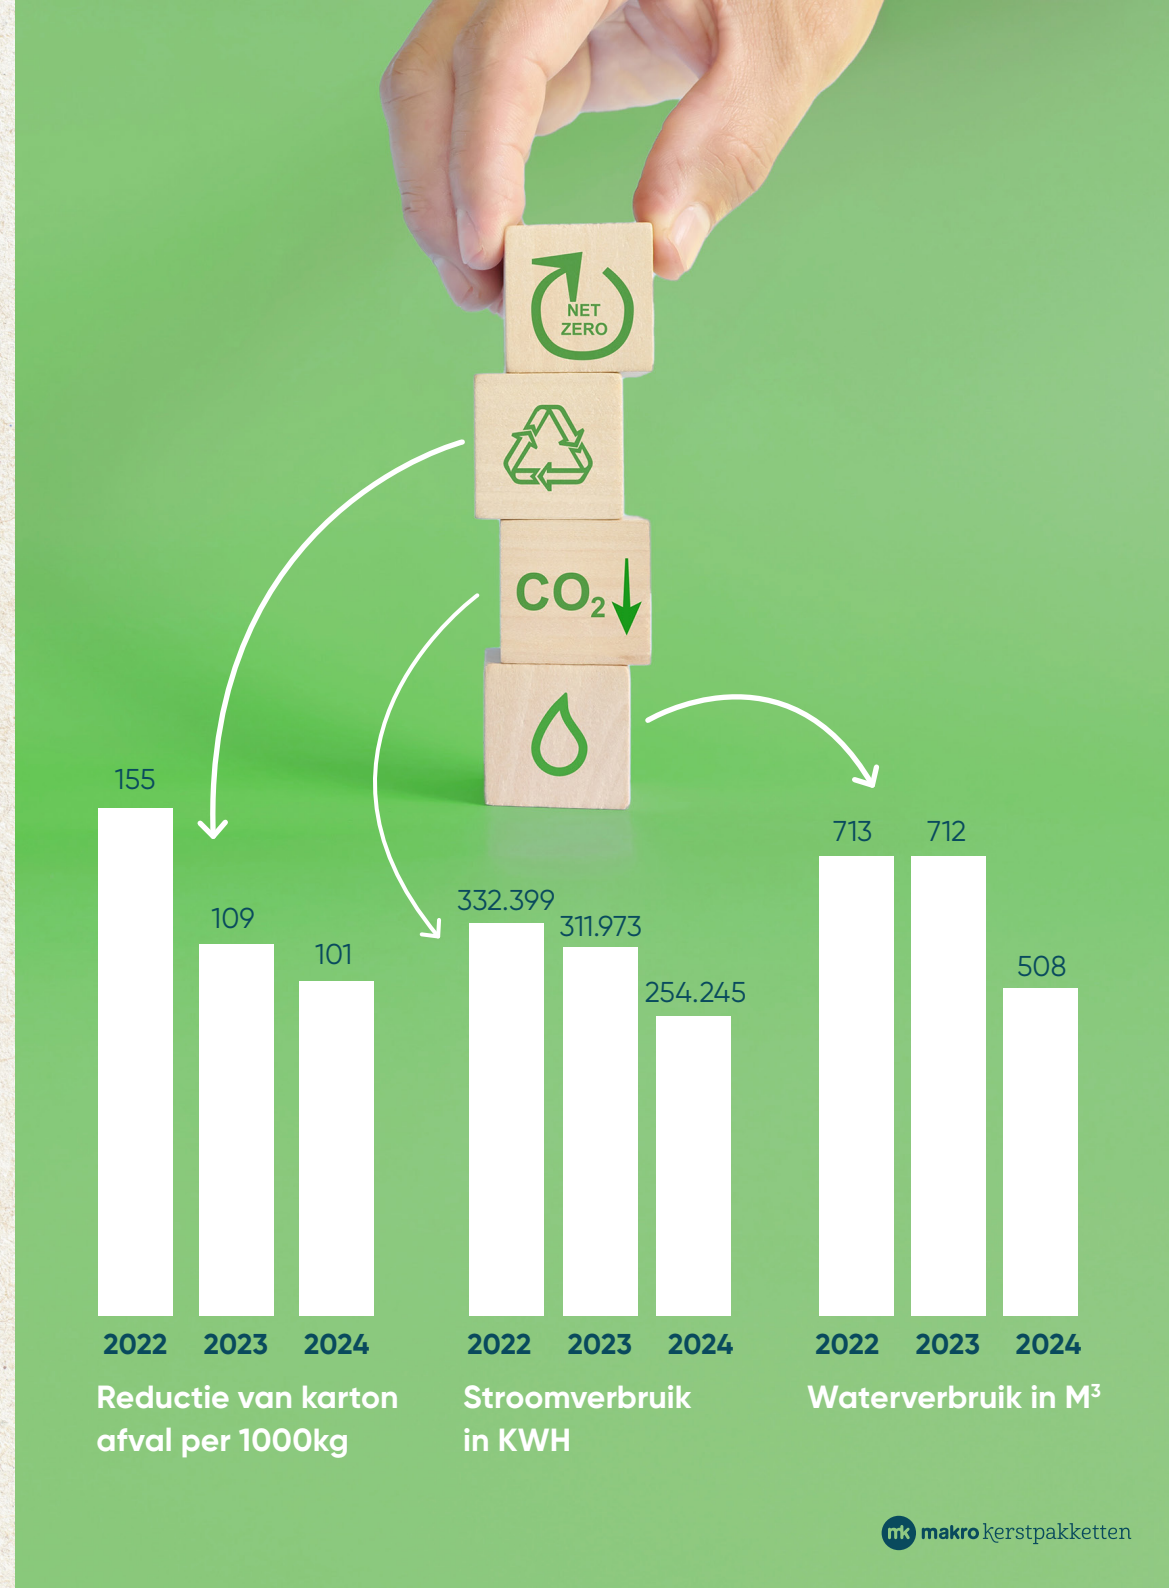 NET
ZERO
CO₂
155
109
101
2022 2023 2024
Reductie van karton
afval per 1000kg
332.399
311.973
254.245
2022 2023 2024
Stroomverbruik
in KWH
713
712
508
2022 2023 2024
Waterverbruik in M³
mk makro kerstpakketten